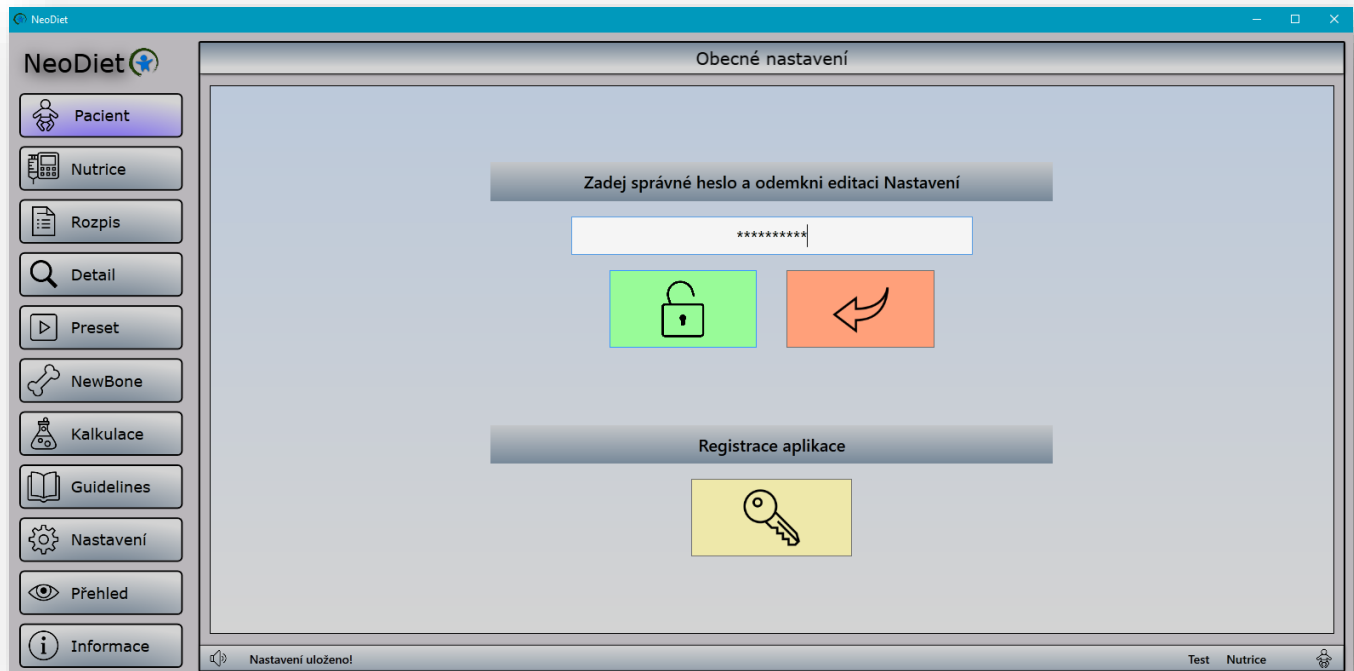 NeoDiet
NeoDiet
Obecné nastavení
Pacient
Nutrice
Rozpis
Detail
Preset
NewBone
Kalkulace
Guidelines
Nastavení
Přehled
Informace
Zadej správné heslo a odemkni editaci Nastavení
**********
Registrace aplikace
Nastavení uloženo!
Test Nutrice